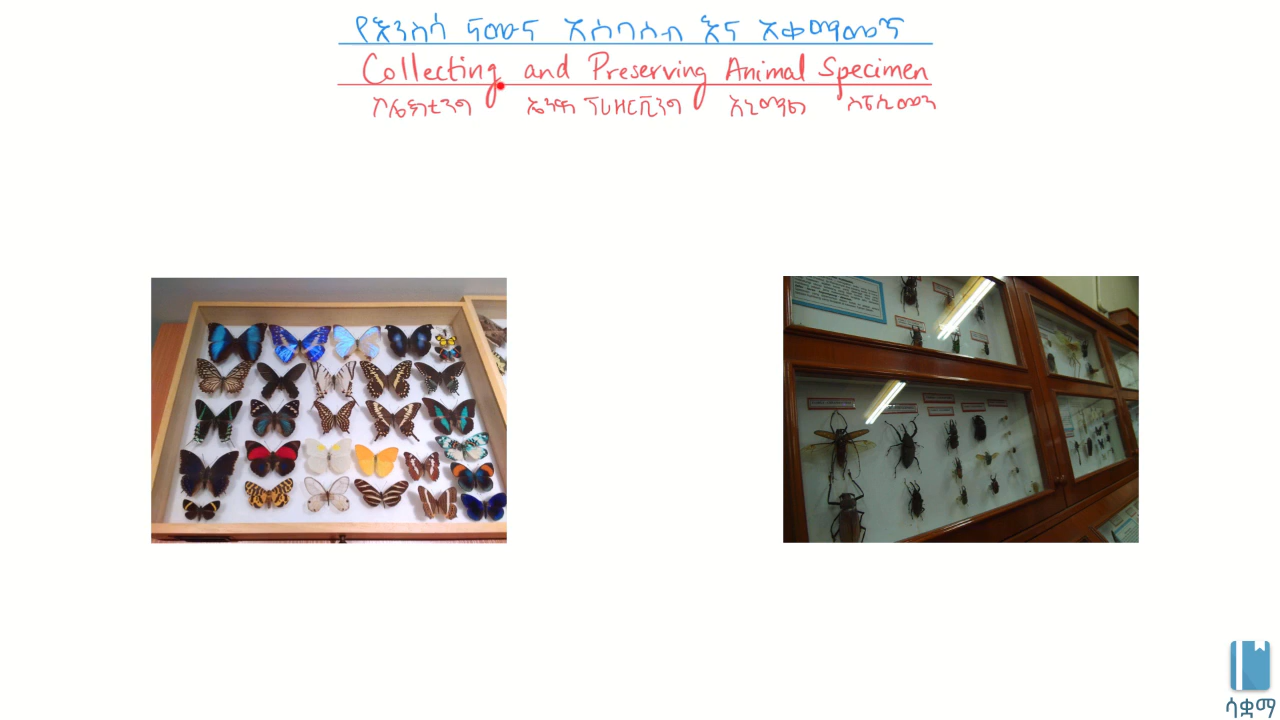 የእንስሳ ናሙና አሰባሰብ እና አቀማመጥ
Collecting and Preserving Animal Specimen
ኮሌክቲንግ ኤንድ ፕሪዘርቪንግ አኒማል ስፔሲመን
ሳቋማ